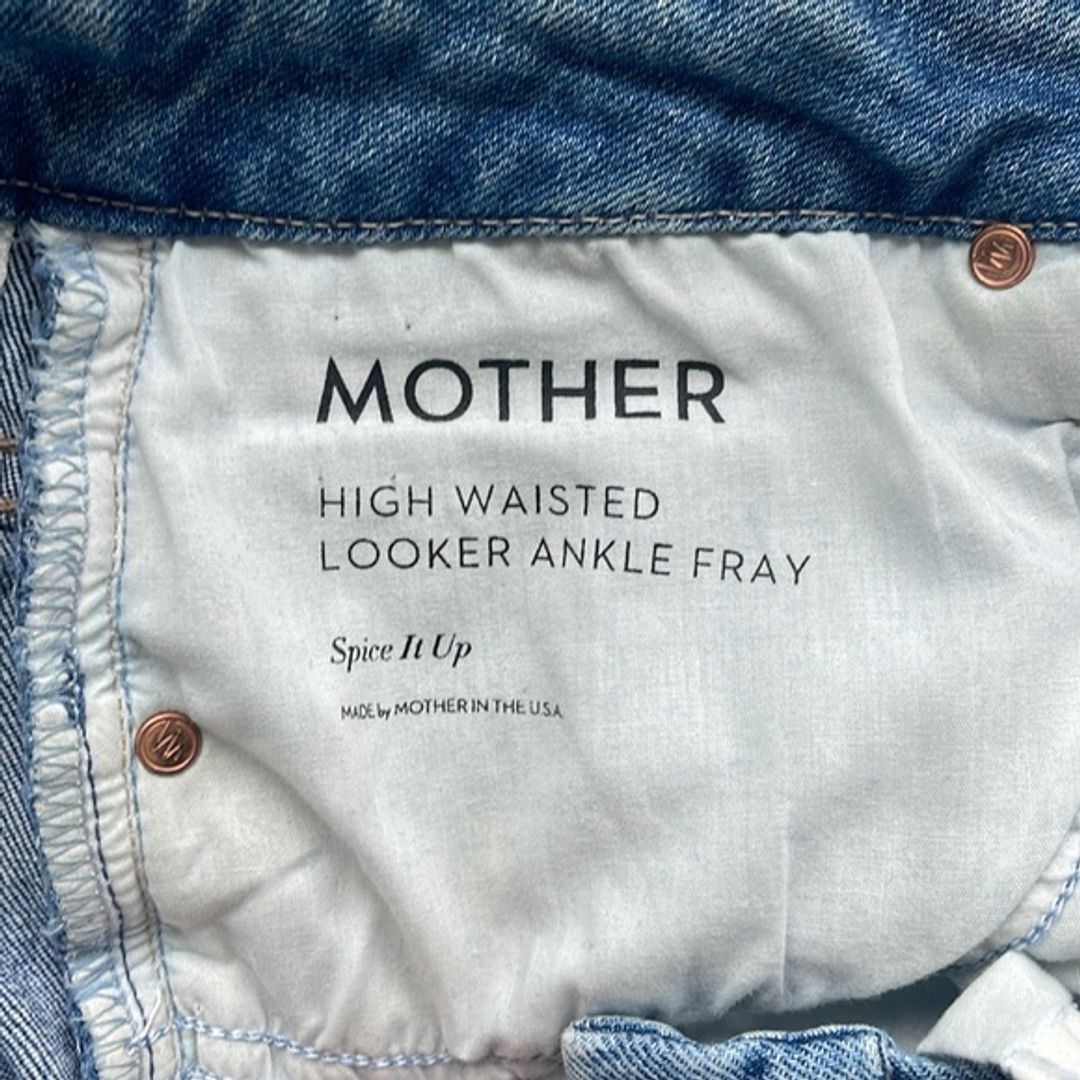 MOTHER
HIGH WAISTED
LOOKER ANKLE FRAY
Spice It Up
MADE by MOTHER IN THE U.S.A.